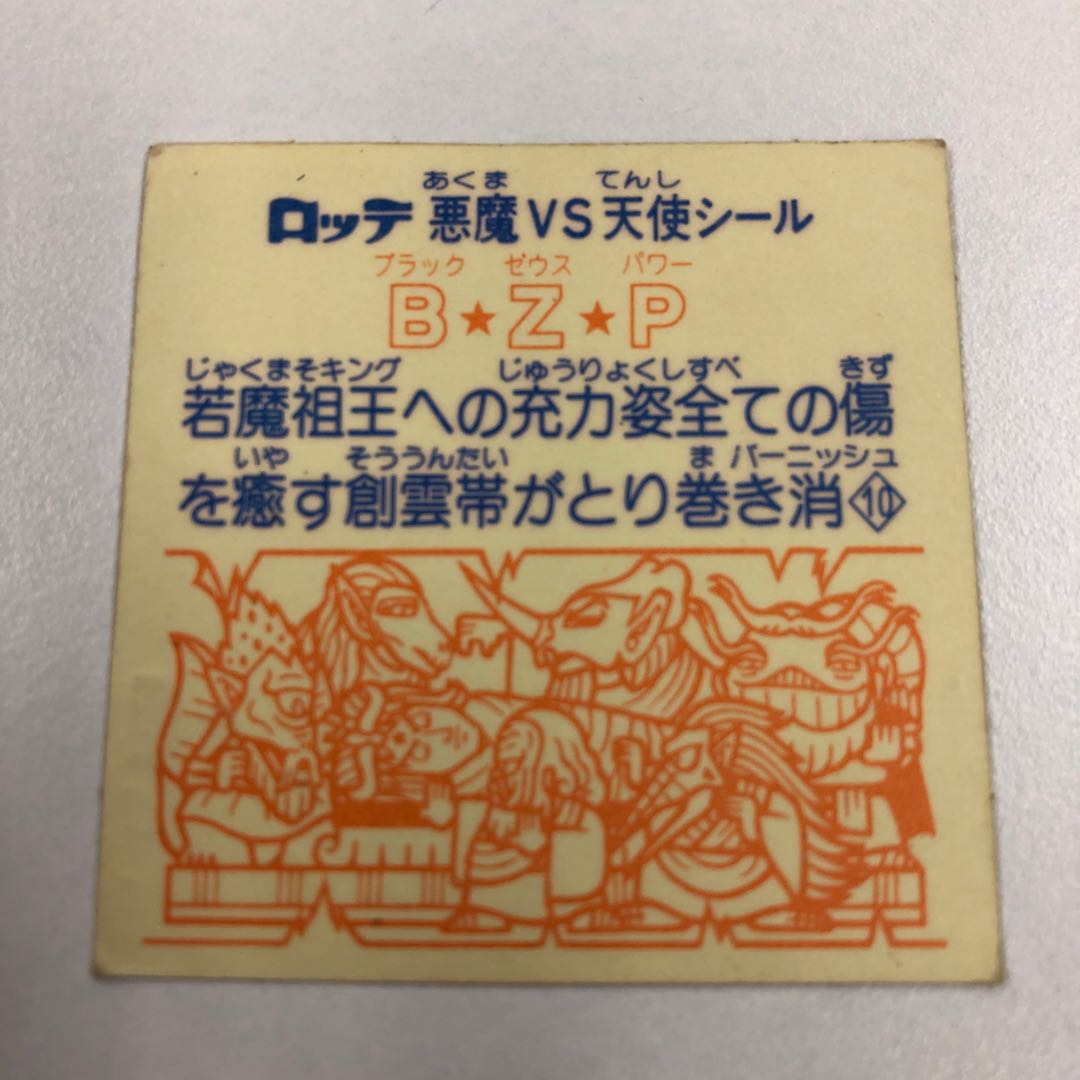 あくま てんし
ロッテ 悪魔VS天使シール
ブラック ゼウス パワー
B★Z★P
じゃくまそキング じゅうりょくしすべ きず
若魔祖王への充力姿全ての傷
いや そううんたい ま バーニッシュ
を癒す創雲帯がとり巻き消10